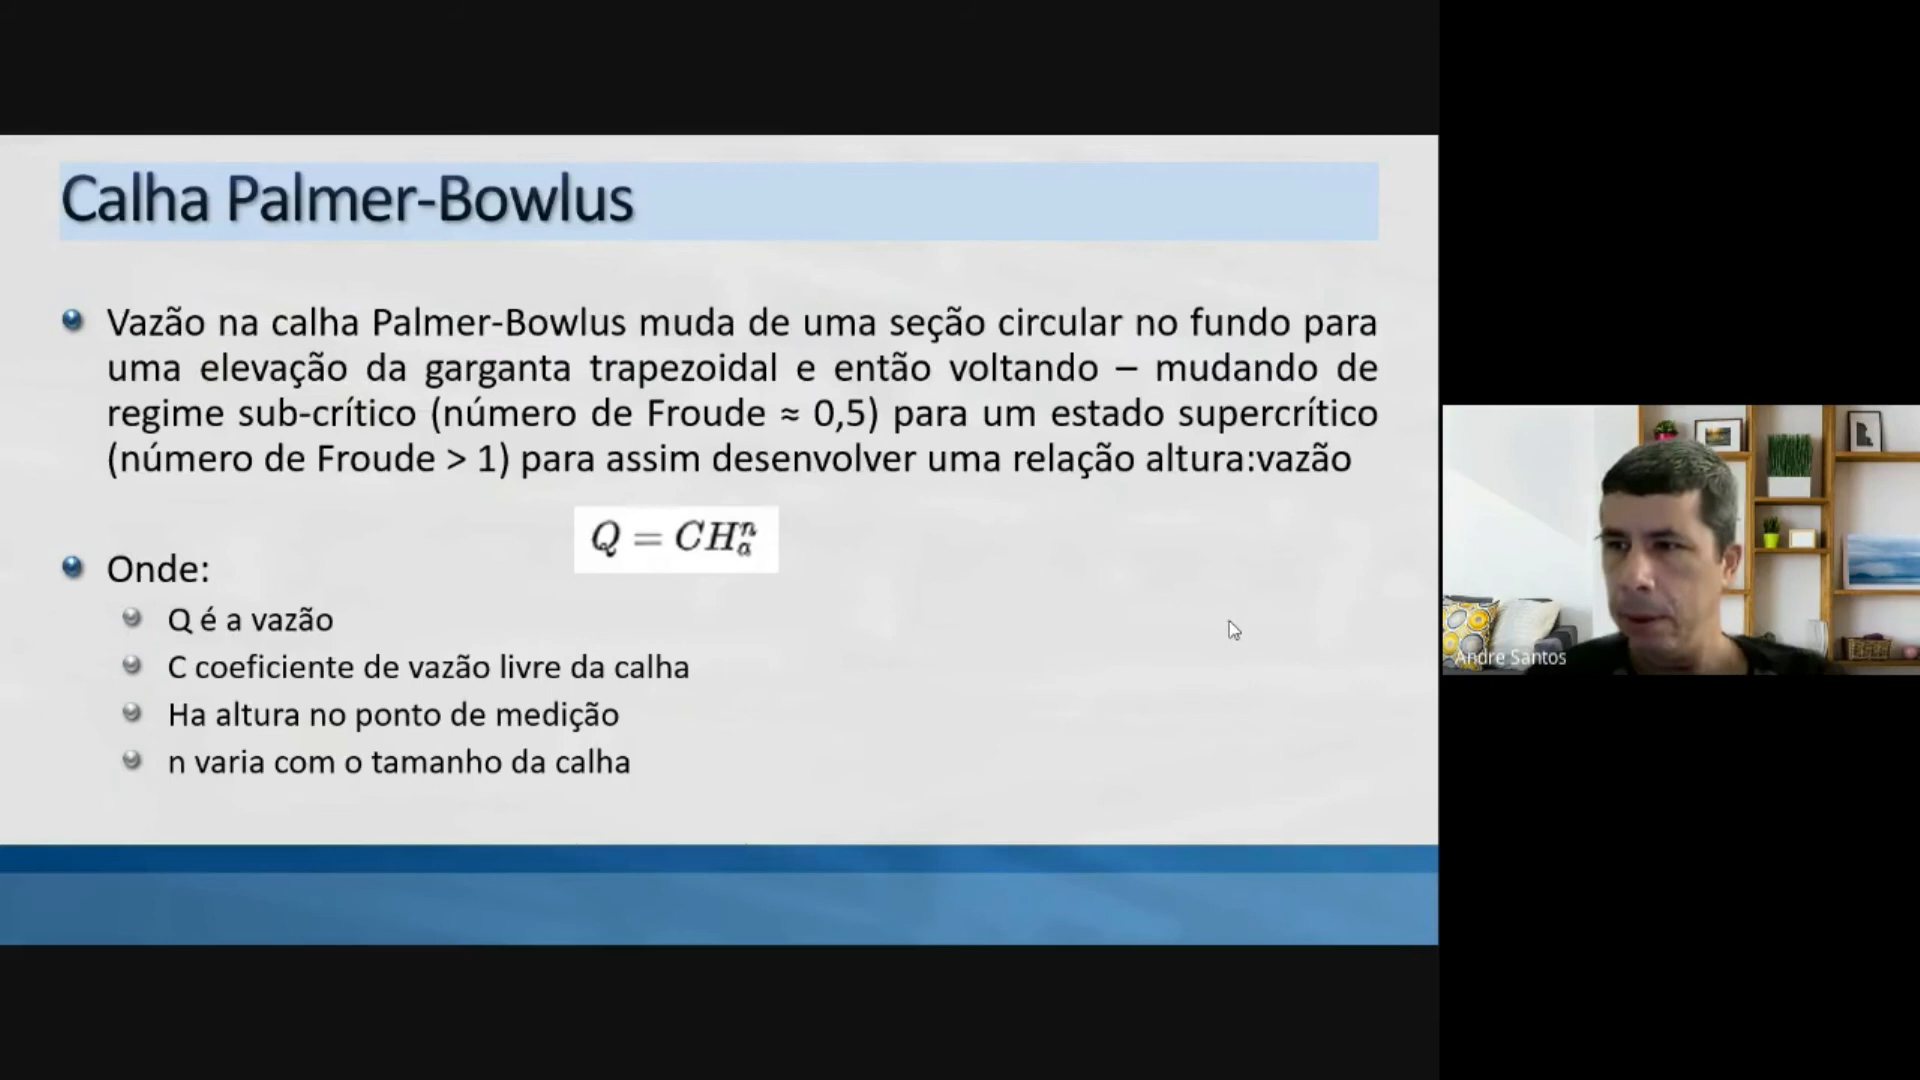 Calha Palmer-Bowlus
Vazão na calha Palmer-Bowlus muda de uma seção circular no fundo para
uma elevação da garganta trapezoidal e então voltando – mudando de
regime sub-crítico (número de Froude ≈ 0,5) para um estado supercrítico
(número de Froude > 1) para assim desenvolver uma relação altura:vazão
Q = CHₐⁿ
Onde:
Q é a vazão
C coeficiente de vazão livre da calha
Ha altura no ponto de medição
n varia com o tamanho da calha
Andre Santos